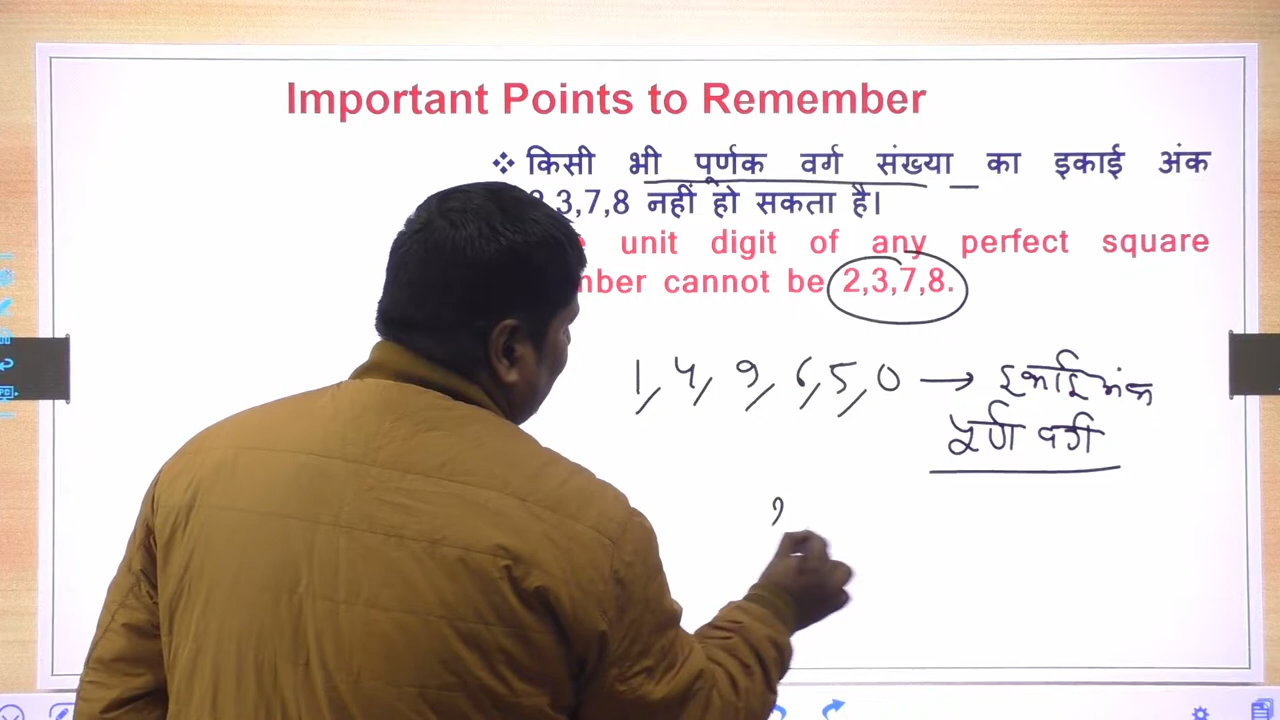 Important Points to Remember
❖ किसी भी पूर्णक वर्ग संख्या का इकाई अंक
2,3,7,8 नहीं हो सकता है।
unit digit of any perfect square
cannot be 2,3,7,8.
1, 4, 9, 6, 5, 0 → इकाई अंक
पूर्ण वर्ग